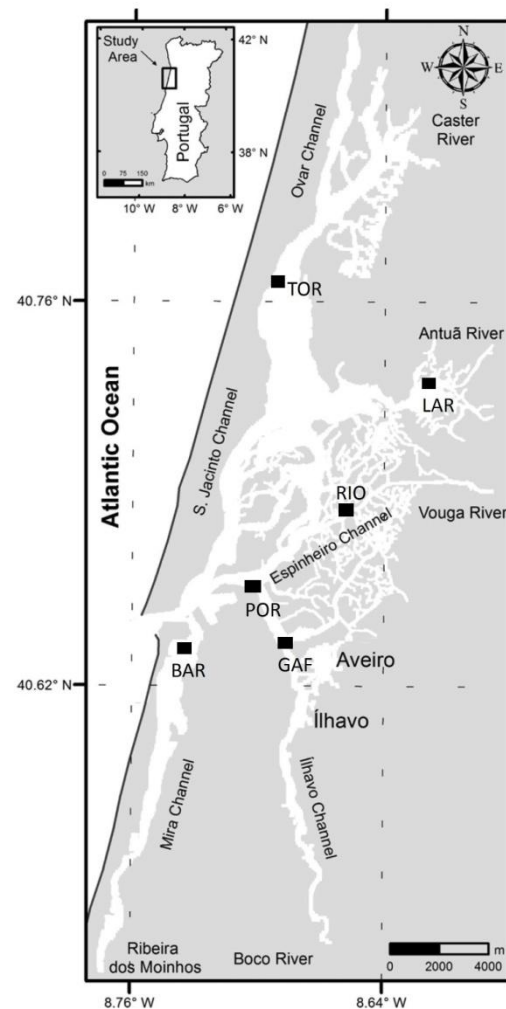 42° N
Study
Area
Portugal
38° N
0 75 150
km
10° W 8° W 6° W
N
W E
S
Caster
River
Ovar Channel
TOR
40.76° N
Antuã River
LAR
Atlantic Ocean
S. Jacinto Channel
RIO
Vouga River
Espinheiro Channel
POR
BAR
GAF
Aveiro
40.62° N
Ílhavo
Mira Channel
Ílhavo Channel
Ribeira
dos Moinhos
Boco River
m
0 2000 4000
8.76° W 8.64° W